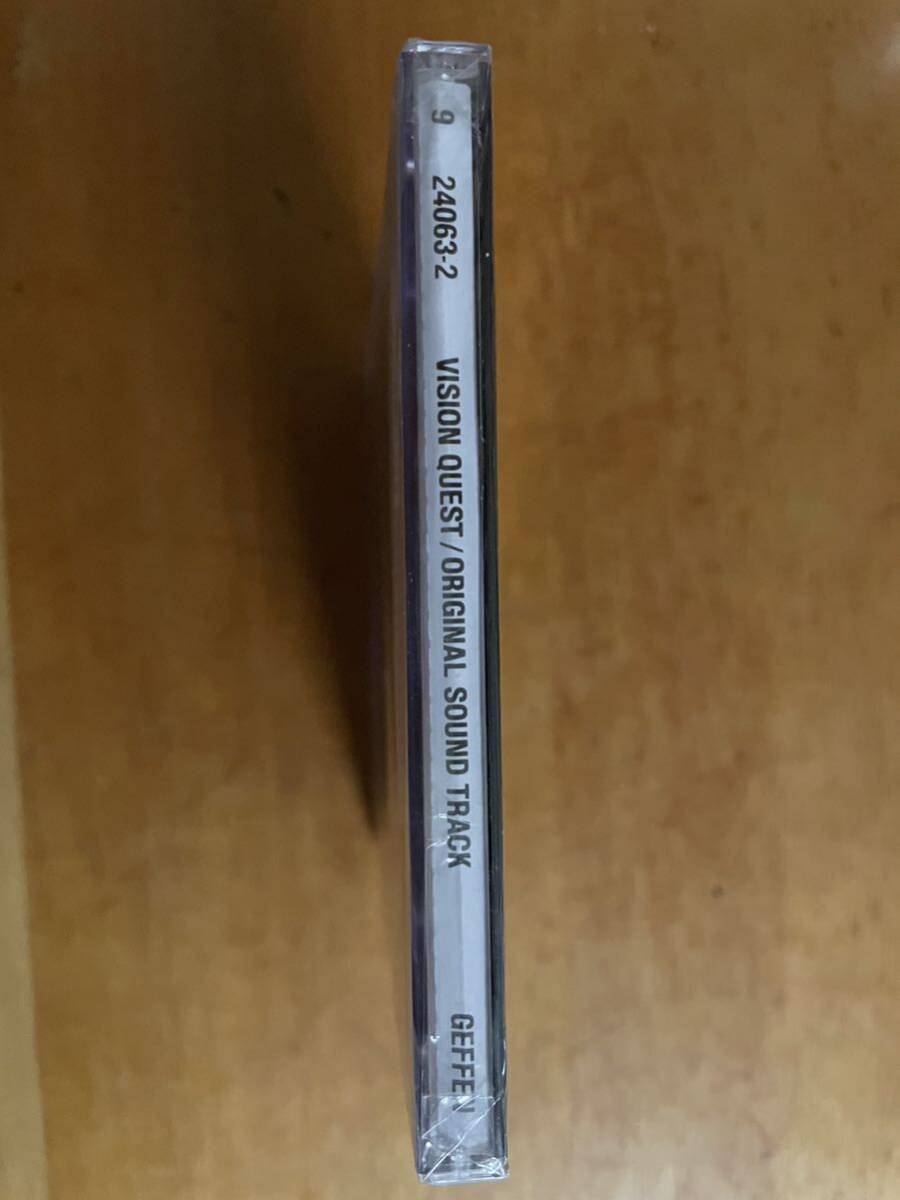 9 24063-2 VISION QUEST/ORIGINAL SOUND TRACK GEFFEN